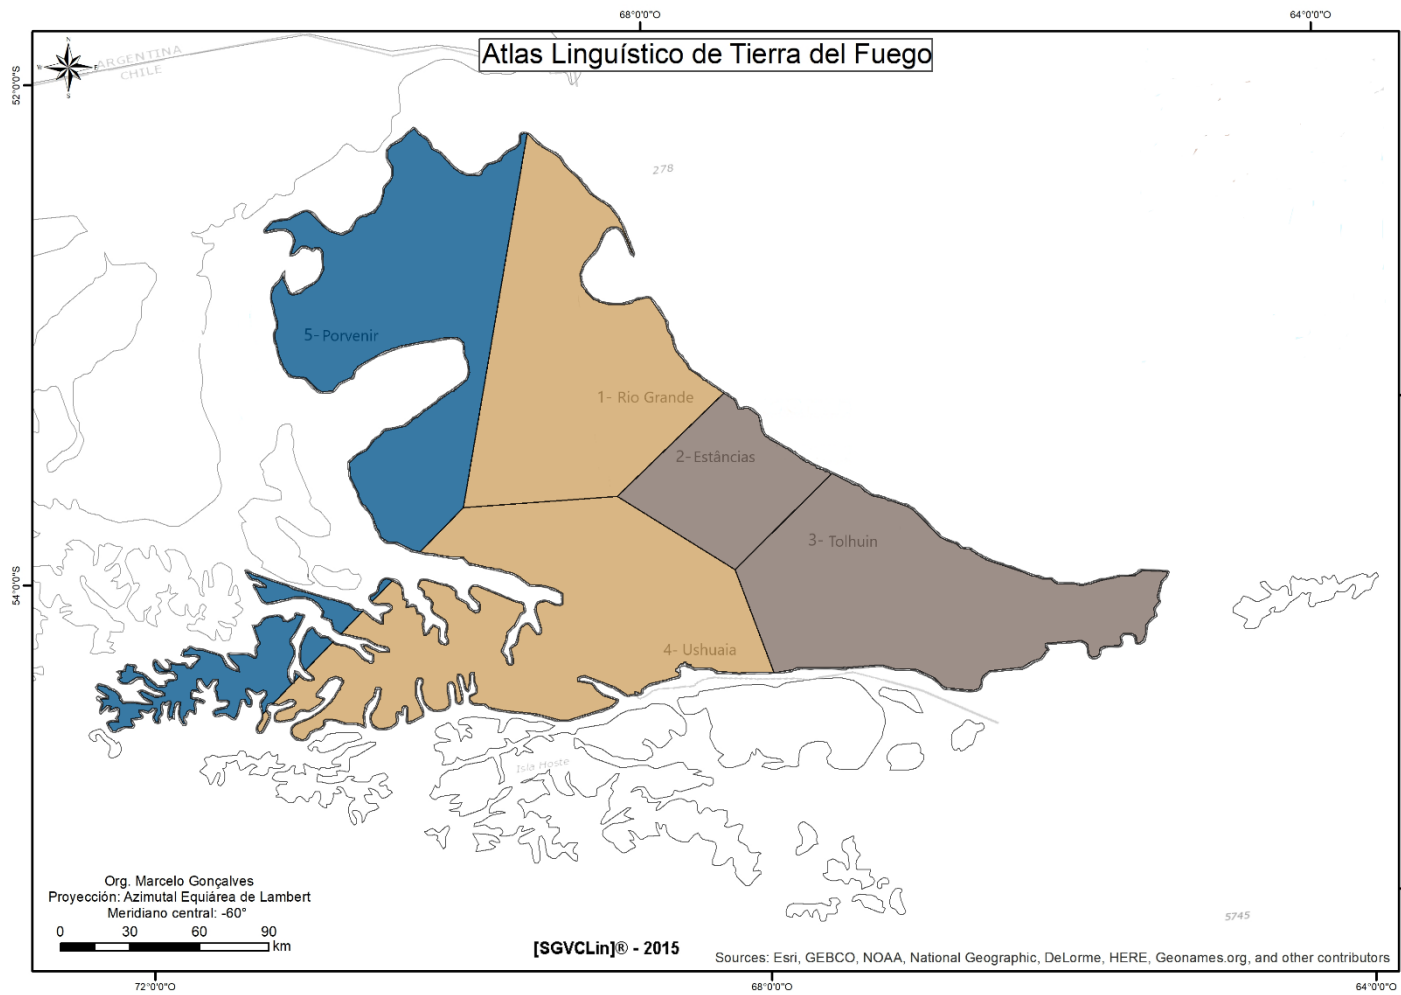 68°0'0"O
64°0'0"O
Atlas Linguístico de Tierra del Fuego
N
ARGENTINA
CHILE
S
52°0'0"S
278
5- Porvenir
1- Rio Grande
2- Estâncias
3- Tolhuin
54°0'0"S
4- Ushuaia
Isla Hoste
Org. Marcelo Gonçalves
Proyección: Azimutal Equiárea de Lambert
Meridiano central: -60°
0 30 60 90
km
5745
[SGVCLin]® - 2015
Sources: Esri, GEBCO, NOAA, National Geographic, DeLorme, HERE, Geonames.org, and other contributors
72°0'0"O
68°0'0"O
64°0'0"O